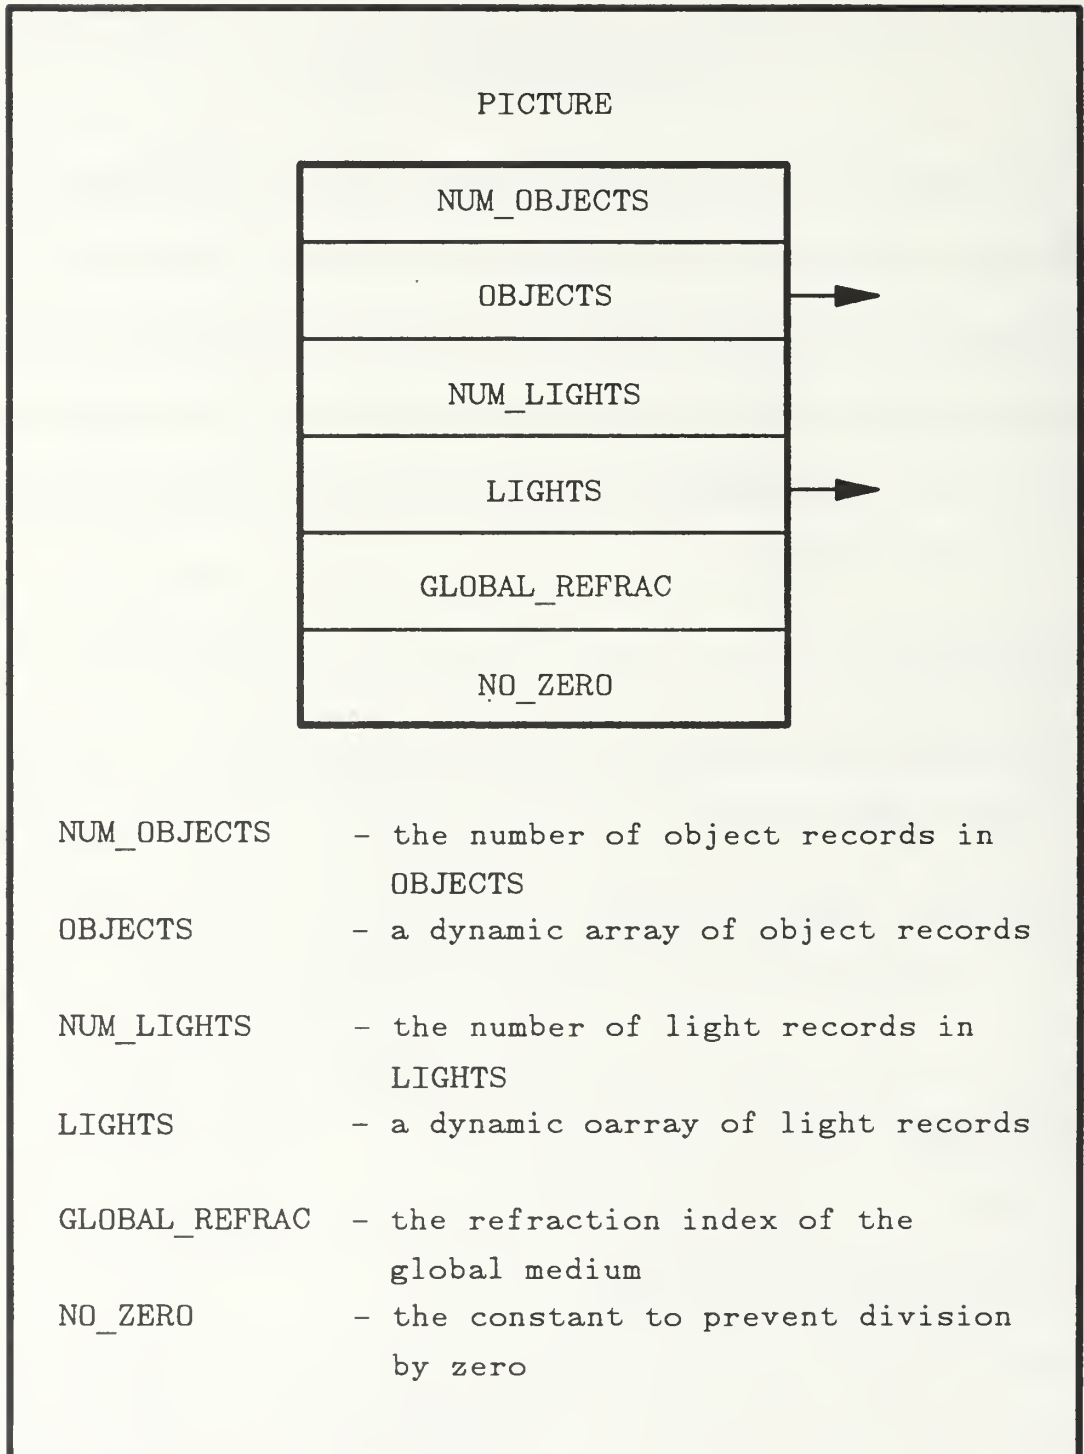 PICTURE
NUM_OBJECTS
OBJECTS
NUM_LIGHTS
LIGHTS
GLOBAL_REFRAC
NO_ZERO
NUM_OBJECTS - the number of object records in
OBJECTS
OBJECTS - a dynamic array of object records
NUM_LIGHTS - the number of light records in
LIGHTS
LIGHTS - a dynamic oarray of light records
GLOBAL_REFRAC - the refraction index of the
global medium
NO_ZERO - the constant to prevent division
by zero